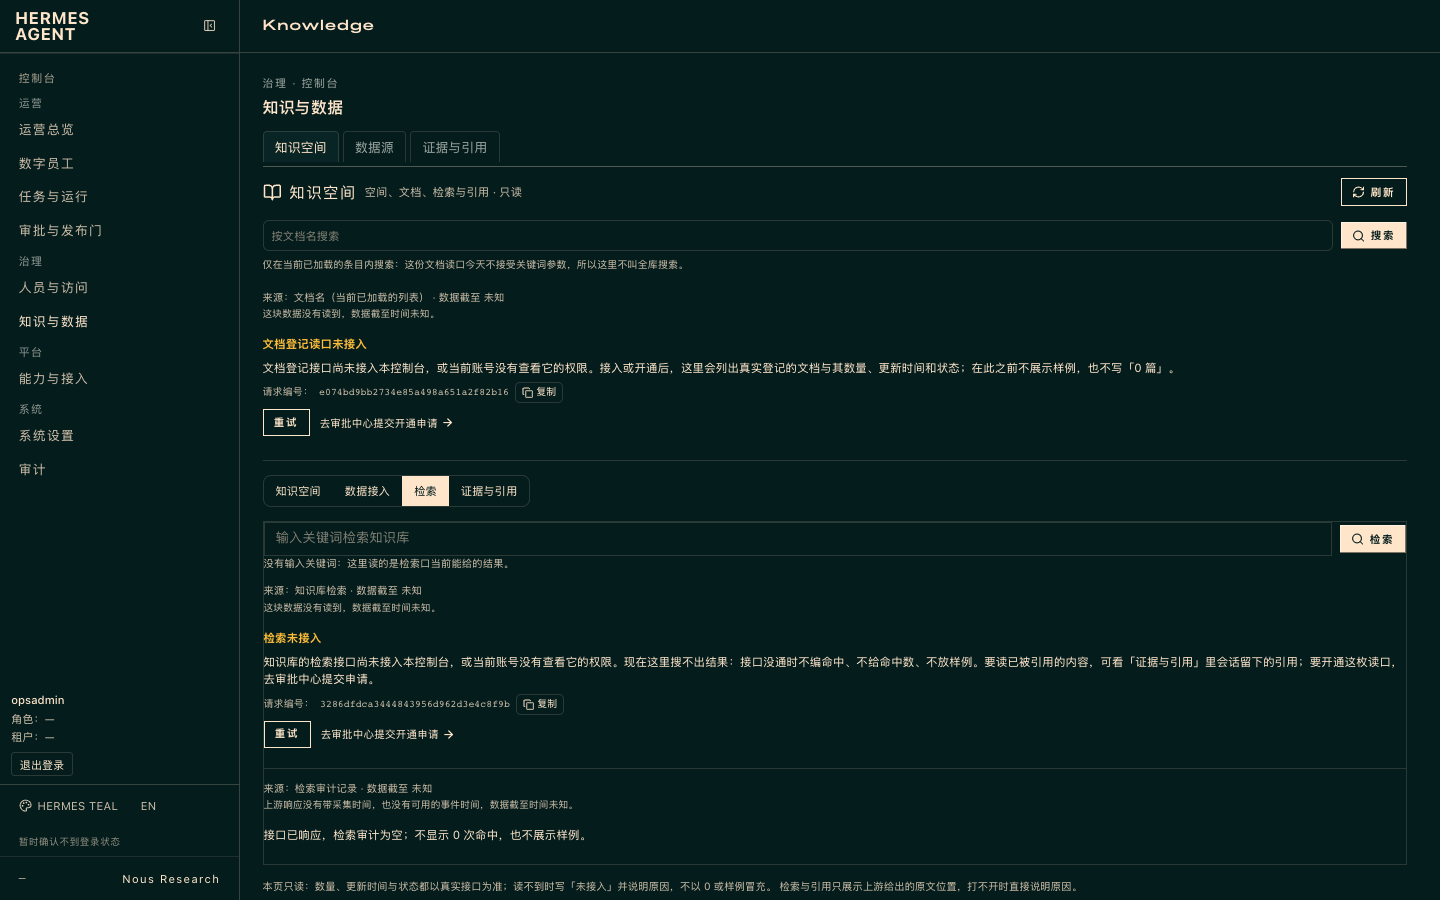 HERMES
AGENT
控制台
运营
运营总览
数字员工
任务与运行
审批与发布门
治理
人员与访问
知识与数据
平台
能力与接入
系统
系统设置
审计
opsadmin
角色：—
租户：—
退出登录
HERMES TEAL EN
暂时确认不到登录状态
— Nous Research
Knowledge
治理 · 控制台
知识与数据
知识空间 数据源 证据与引用
知识空间 空间、文档、检索与引用 · 只读 刷新
按文档名搜索 搜索
仅在当前已加载的条目内搜索：这份文档读口今天不接受关键词参数，所以这里不叫全库搜索。
来源：文档名（当前已加载的列表） · 数据截至 未知
这块数据没有读到，数据截至时间未知。
文档登记读口未接入
文档登记接口尚未接入本控制台，或当前账号没有查看它的权限。接入或开通后，这里会列出真实登记的文档与其数量、更新时间和状态；在此之前不展示样例，也不写「0 篇」。
请求编号： e074bd9bb2734e85a498a651a2f82b16 复制
重试 去审批中心提交开通申请 →
知识空间 数据接入 检索 证据与引用
输入关键词检索知识库 检索
没有输入关键词：这里读的是检索口当前能给的结果。
来源：知识库检索 · 数据截至 未知
这块数据没有读到，数据截至时间未知。
检索未接入
知识库的检索接口尚未接入本控制台，或当前账号没有查看它的权限。现在这里搜不出结果：接口没通时不编命中、不给命中数、不放样例。要读已被引用的内容，可看「证据与引用」里会话留下的引用；要开通这枚读口，
去审批中心提交申请。
请求编号： 3286dfdca3444843956d962d3e4c8f9b 复制
重试 去审批中心提交开通申请 →
来源：检索审计记录 · 数据截至 未知
上游响应没有带采集时间，也没有可用的事件时间，数据截至时间未知。
接口已响应，检索审计为空；不显示 0 次命中，也不展示样例。
本页只读：数量、更新时间与状态都以真实接口为准；读不到时写「未接入」并说明原因，不以 0 或样例冒充。 检索与引用只展示上游给出的原文位置，打不开时直接说明原因。